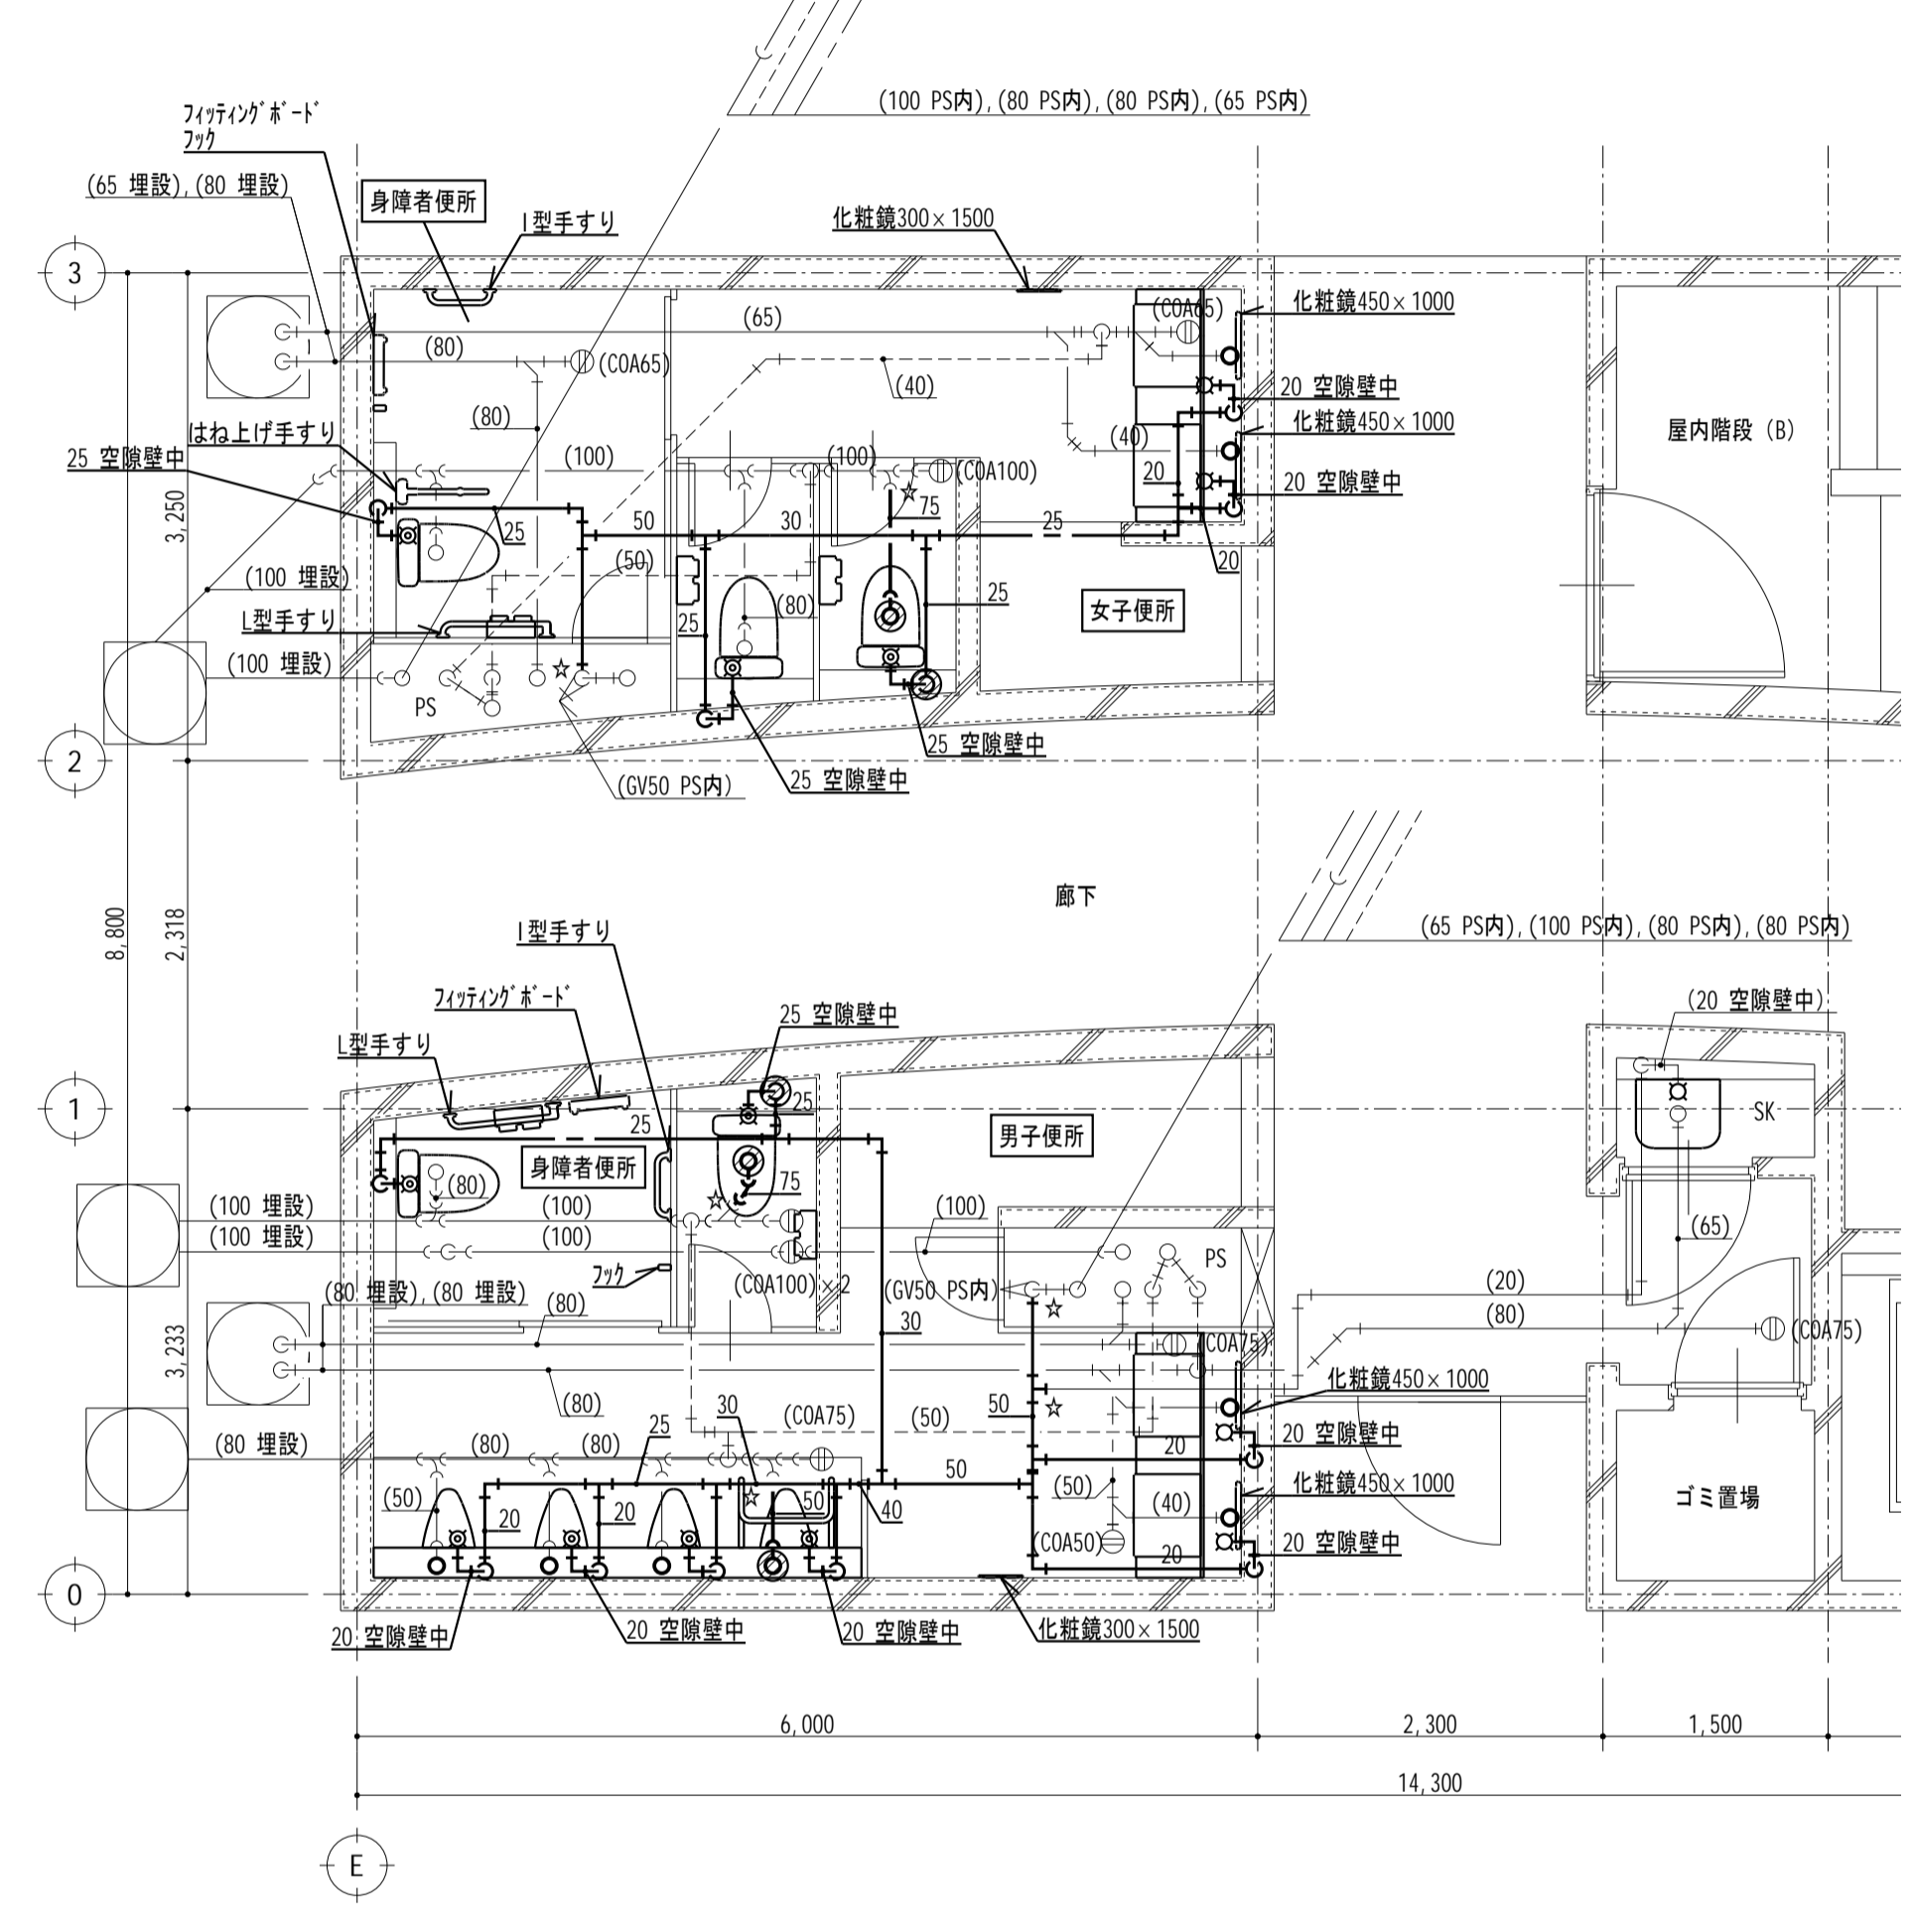 (100 PS内),(80 PS内),(80 PS内),(65 PS内)
フィッティングボード
フック
(65 埋設),(80 埋設)
身障者便所
I型手すり
化粧鏡300×1500
3
(65)
(COA65)
化粧鏡450×1000
(80)
(COA65)
(40)
20 空隙壁中
(80)
化粧鏡450×1000
はね上げ手すり
(40)
屋内階段(B)
25 空隙壁中
(100)
(100)
(COA100)
20
20 空隙壁中
3,250
75
25
50
30
25
(50)
20
(100 埋設)
(80)
25
女子便所
L型手すり
25
(100 埋設)
PS
25 空隙壁中
2
(GV50 PS内)
25 空隙壁中
廊下
8,800
2,318
I型手すり
(65 PS内),(100 PS内),(80 PS内),(80 PS内)
フィッティングボード
25 空隙壁中
(20 空隙壁中)
L型手すり
1
25
SK
25
男子便所
身障者便所
(80)
75
(100 埋設)
(100)
(100)
(65)
(100 埋設)
(100)
PS
フック
(COA100)×2
(GV50 PS内)
(20)
(80 埋設),(80 埋設)
(80)
(80)
30
(COA75)
(COA75)
3,233
化粧鏡450×1000
(80)
30
50
25
(COA75)
(50)
20 空隙壁中
(80 埋設)
(80)
(80)
20
50
化粧鏡450×1000
(50)
(50)
(40)
50
ゴミ置場
20
20
40
(COA50)
20
20 空隙壁中
0
20 空隙壁中
20 空隙壁中
20 空隙壁中
化粧鏡300×1500
6,000
2,300
1,500
14,300
E